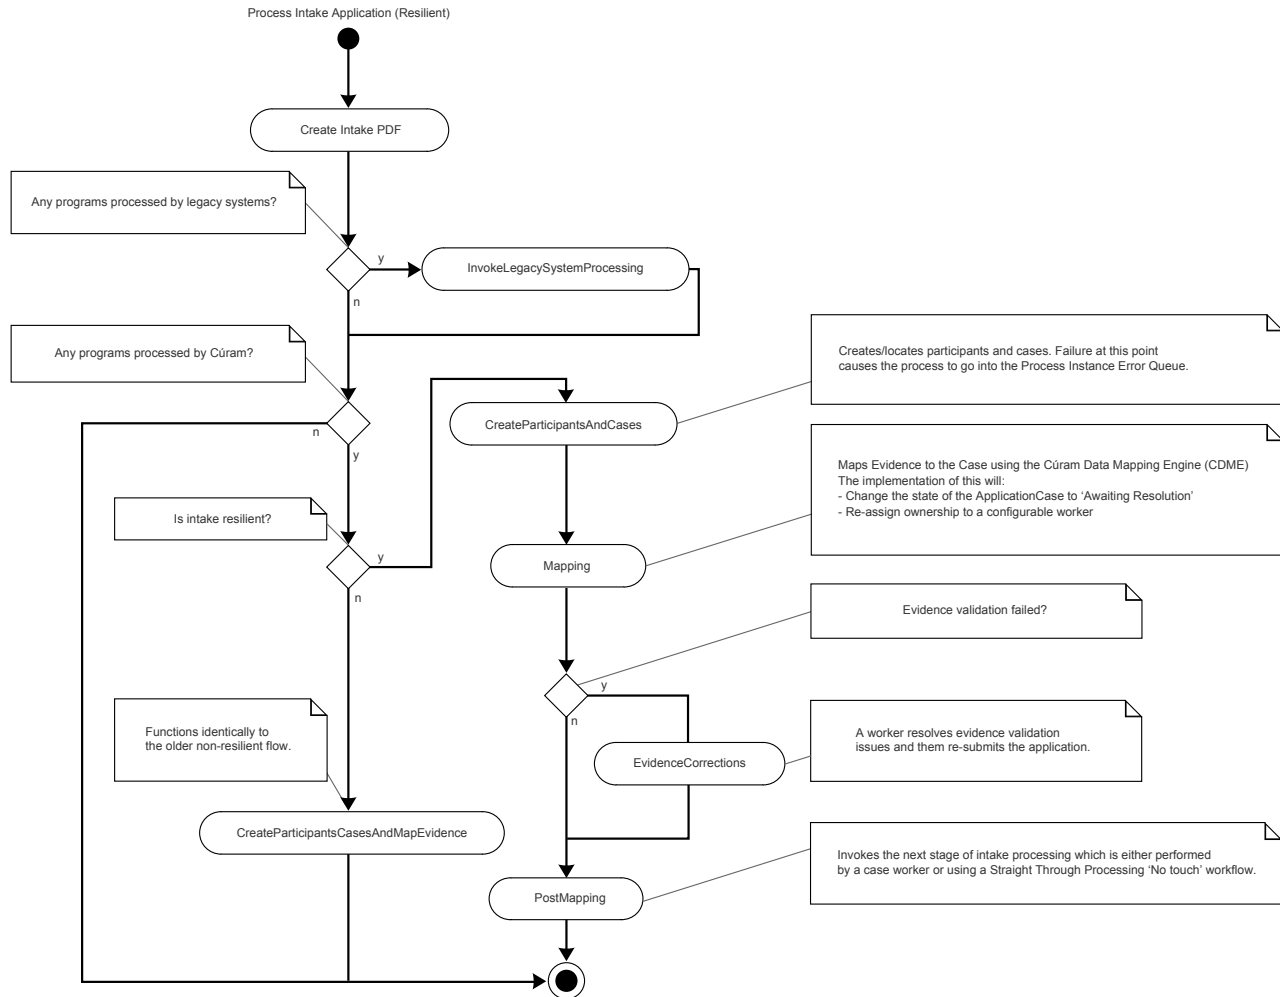 Process Intake Application (Resilient)
Create Intake PDF
Any programs processed by legacy systems?
y
InvokeLegacySystemProcessing
n
Any programs processed by Cúram?
Creates/locates participants and cases. Failure at this point
causes the process to go into the Process Instance Error Queue.
n
y
CreateParticipantsAndCases
Maps Evidence to the Case using the Cúram Data Mapping Engine (CDME)
The implementation of this will:
- Change the state of the ApplicationCase to ‘Awaiting Resolution’
- Re-assign ownership to a configurable worker
Is intake resilient?
y
n
Mapping
Evidence validation failed?
y
n
Functions identically to
the older non-resilient flow.
A worker resolves evidence validation
issues and them re-submits the application.
EvidenceCorrections
CreateParticipantsCasesAndMapEvidence
Invokes the next stage of intake processing which is either performed
by a case worker or using a Straight Through Processing ‘No touch’ workflow.
PostMapping